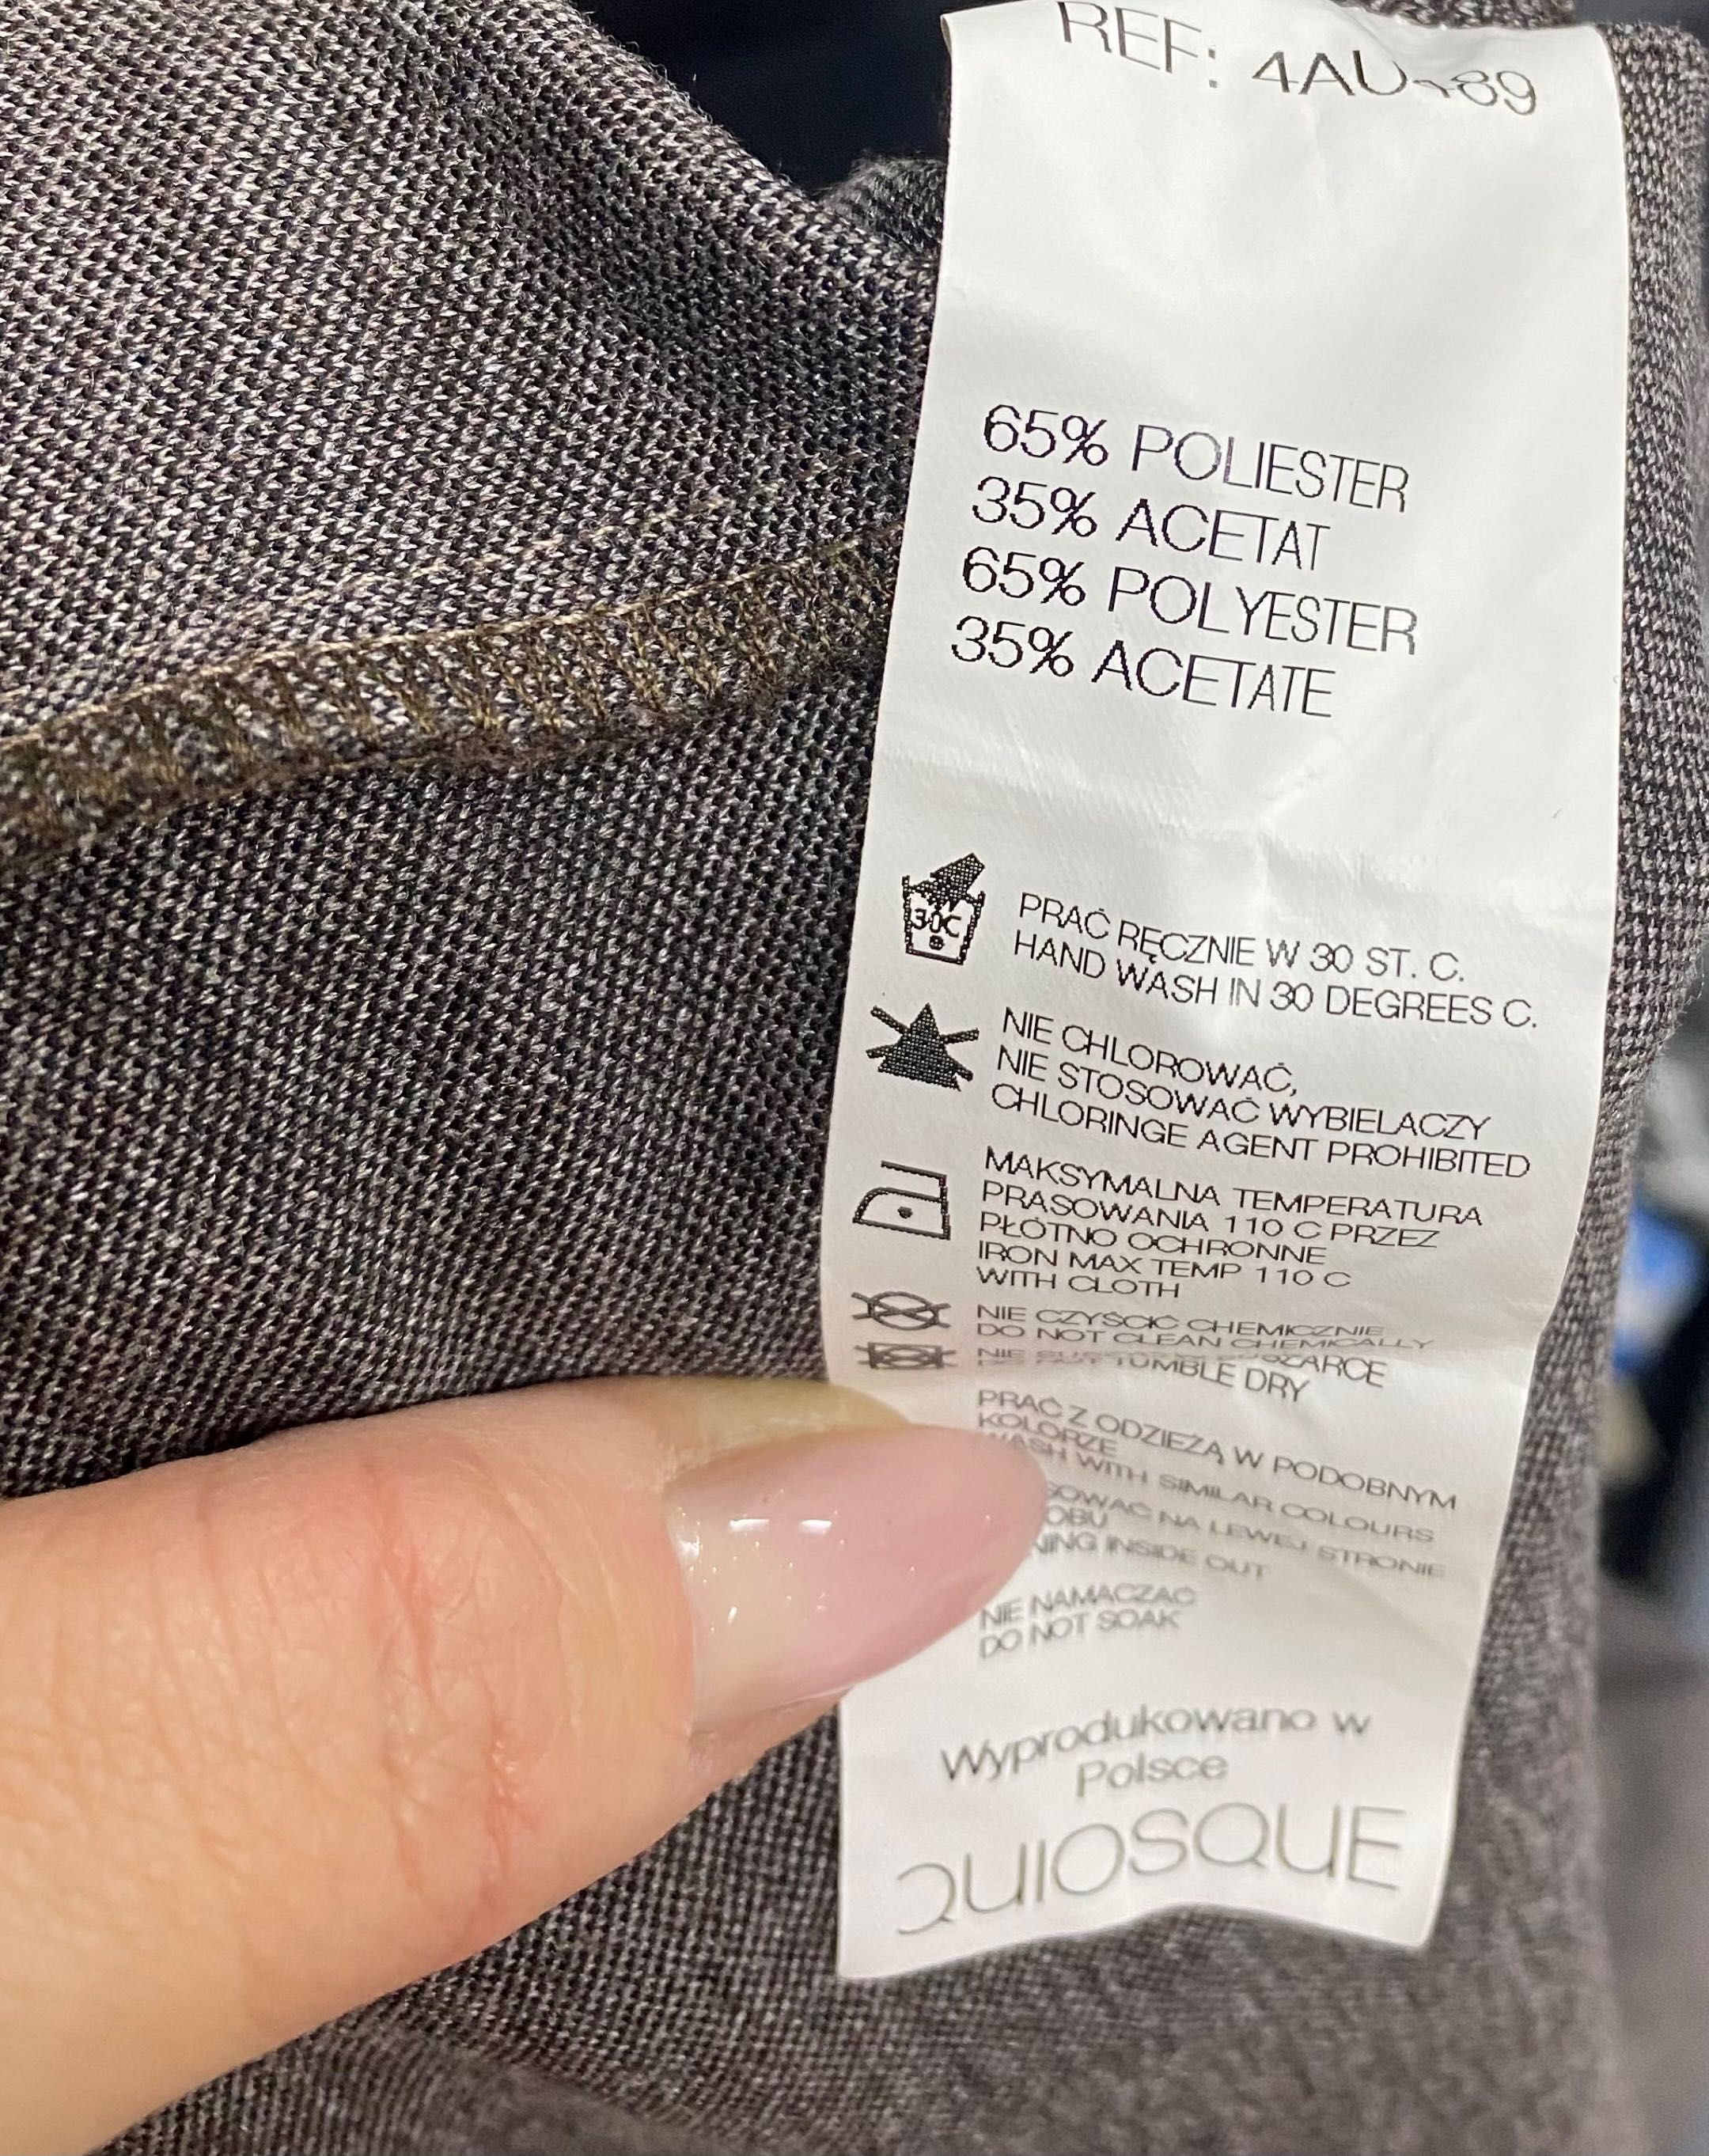 REF:
65% POLIESTER
35% ACETAT
65% POLYESTER
35% ACETATE
30C
PRAĆ RĘCZNIE W 30 ST. C.
HAND WASH IN 30 DEGREES C.
NIE CHLOROWAĆ,
NIE STOSOWAĆ WYBIELACZY
CHLORINGE AGENT PROHIBITED
MAKSYMALNA TEMPERATURA
PRASOWANIA 110 C PRZEZ
PŁÓTNO OCHRONNE
IRON MAX TEMP 110 C
WITH CLOTH
NIE CZYŚCIĆ CHEMICZNIE
DO NOT CLEAN CHEMICALLY
NIE
TUMBLE DRY
PRAĆ Z ODZIEŻĄ W PODOBNYM
KOLORZE
WASH WITH SIMILAR COLOURS
NA LEWEJ STRONIE
INSIDE OUT
NIE NAMACZAĆ
DO NOT SOAK
Wyprodukowano w
Polsce
QUIOSQUE